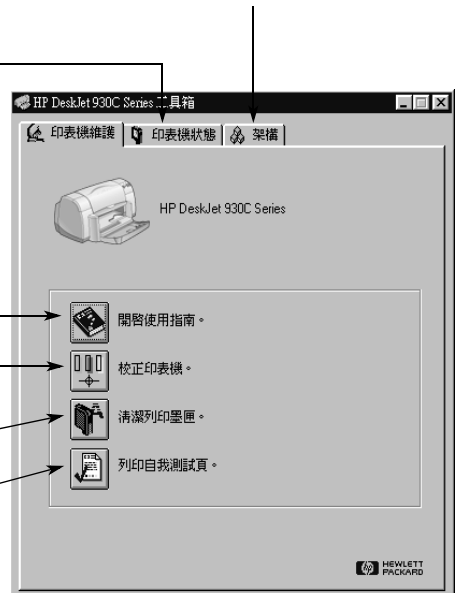 HP DeskJet 930C Series 工具箱
印表機維護 印表機狀態 架構
HP DeskJet 930C Series
開啓使用指南。
校正印表機。
清潔列印墨匣。
列印自我測試頁。
hp HEWLETT
PACKARD